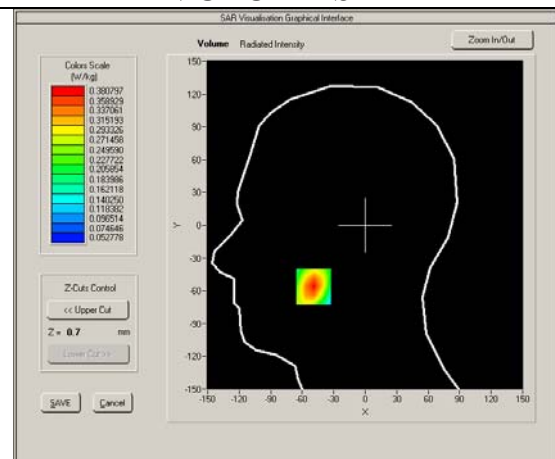 SAR Visualisation Graphical Interface
Volume Radiated Intensity
Zoom In/Out
Colors Scale
(W/kg)
0.380797
0.358929
0.337061
0.315193
0.293326
0.271458
0.249590
0.227722
0.205854
0.183986
0.162118
0.140250
0.118382
0.096514
0.074646
0.052778
Z-Cuts Control
<< Upper Cut
Z = 0.7 mm
Lower Cut >>
SAVE Cancel
150
120
90
60
30
0
-30
-60
-90
-120
-150
Y
-150 -120 -90 -60 -30 0 30 60 90 120 150
X